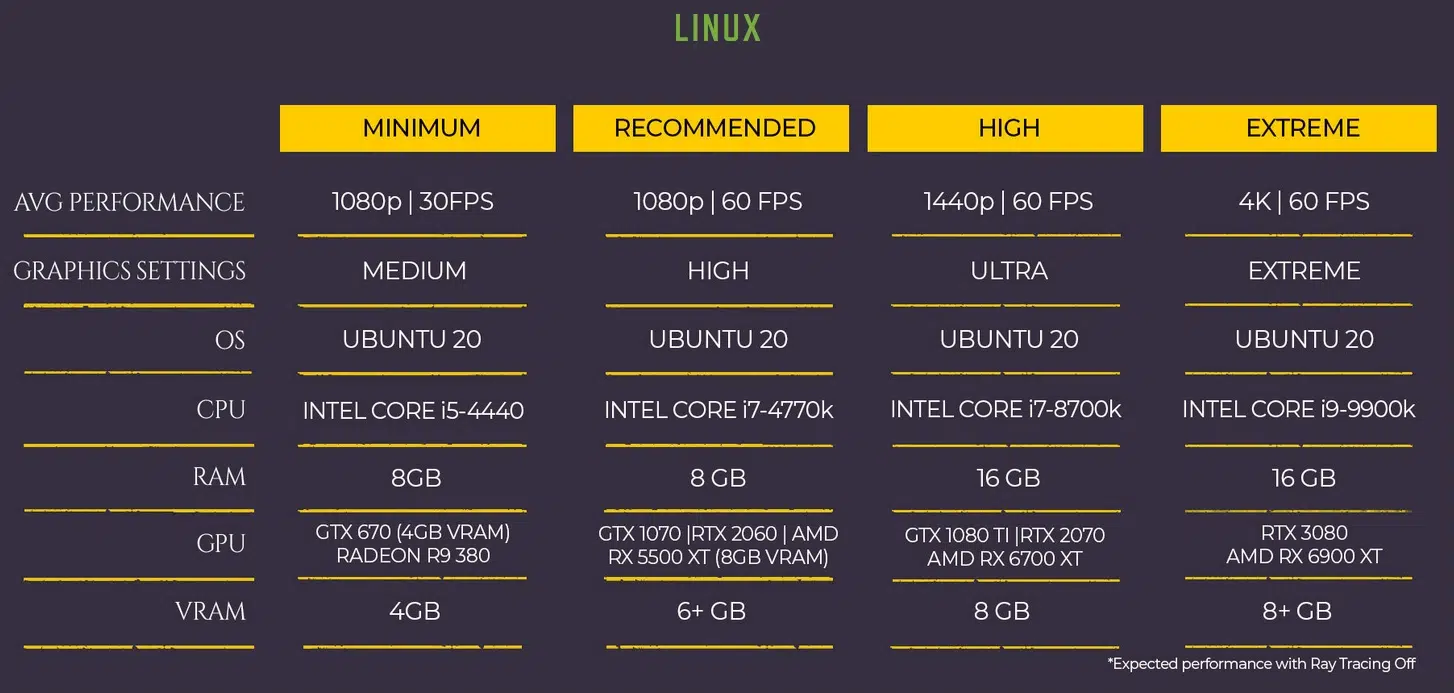 LINUX
MINIMUM RECOMMENDED HIGH EXTREME
AVG PERFORMANCE 1080p | 30FPS 1080p | 60 FPS 1440p | 60 FPS 4K | 60 FPS
GRAPHICS SETTINGS MEDIUM HIGH ULTRA EXTREME
OS UBUNTU 20 UBUNTU 20 UBUNTU 20 UBUNTU 20
CPU INTEL CORE i5-4440 INTEL CORE i7-4770k INTEL CORE i7-8700k INTEL CORE i9-9900k
RAM 8GB 8 GB 16 GB 16 GB
GPU
GTX 670 (4GB VRAM)
RADEON R9 380
GTX 1070 |RTX 2060 | AMD
RX 5500 XT (8GB VRAM)
GTX 1080 TI |RTX 2070
AMD RX 6700 XT
RTX 3080
AMD RX 6900 XT
VRAM 4GB 6+ GB 8 GB 8+ GB
*Expected performance with Ray Tracing Off